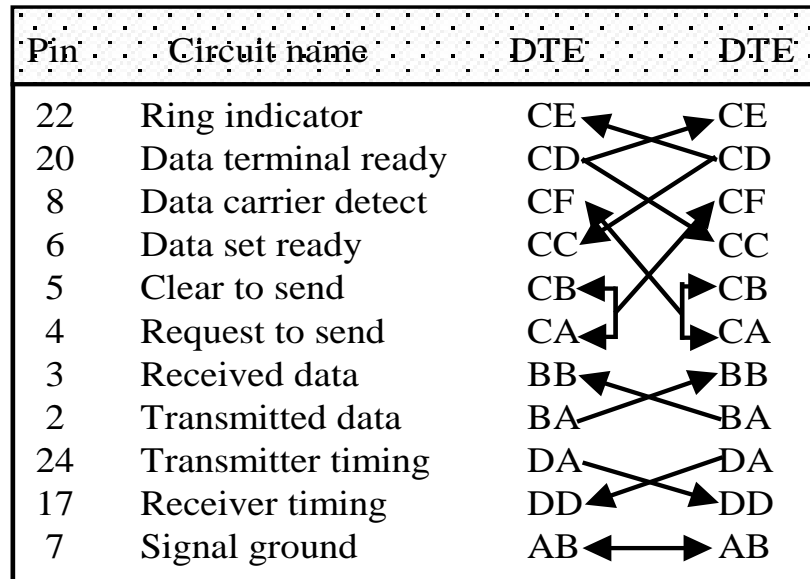 Pin Circuit name DTE DTE
22 Ring indicator CE CE
20 Data terminal ready CD CD
8 Data carrier detect CF CF
6 Data set ready CC CC
5 Clear to send CB CB
4 Request to send CA CA
3 Received data BB BB
2 Transmitted data BA BA
24 Transmitter timing DA DA
17 Receiver timing DD DD
7 Signal ground AB AB